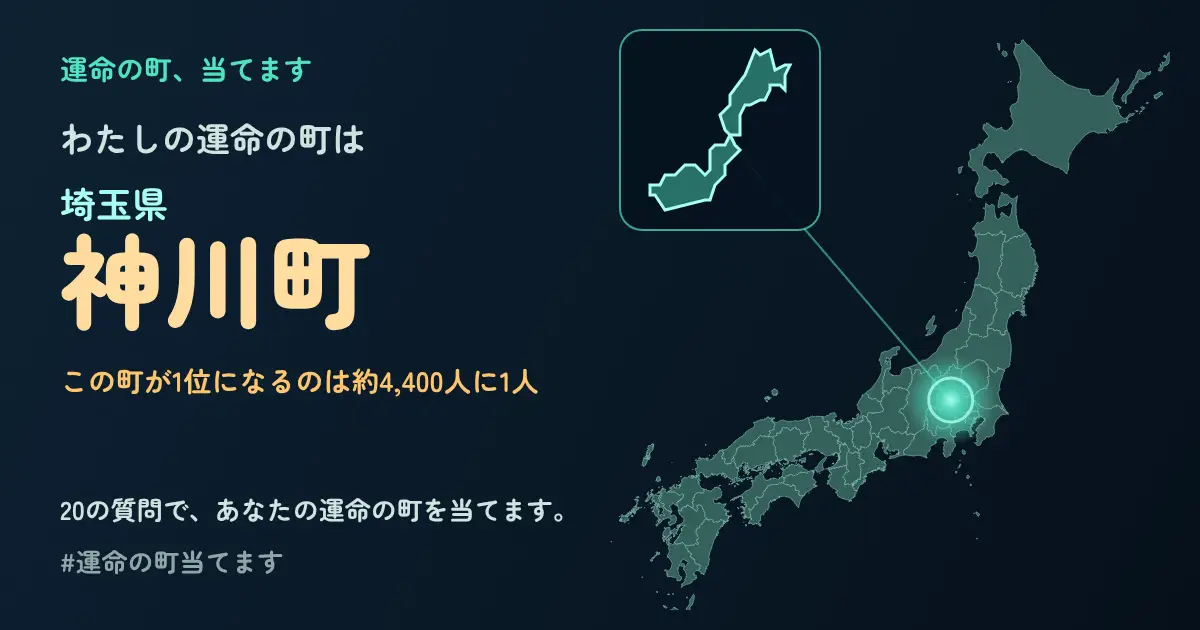 運命の町、当てます
わたしの運命の町は
埼玉県
神川町
この町が1位になるのは約4,400人に1人
20の質問で、あなたの運命の町を当てます。
#運命の町当てます